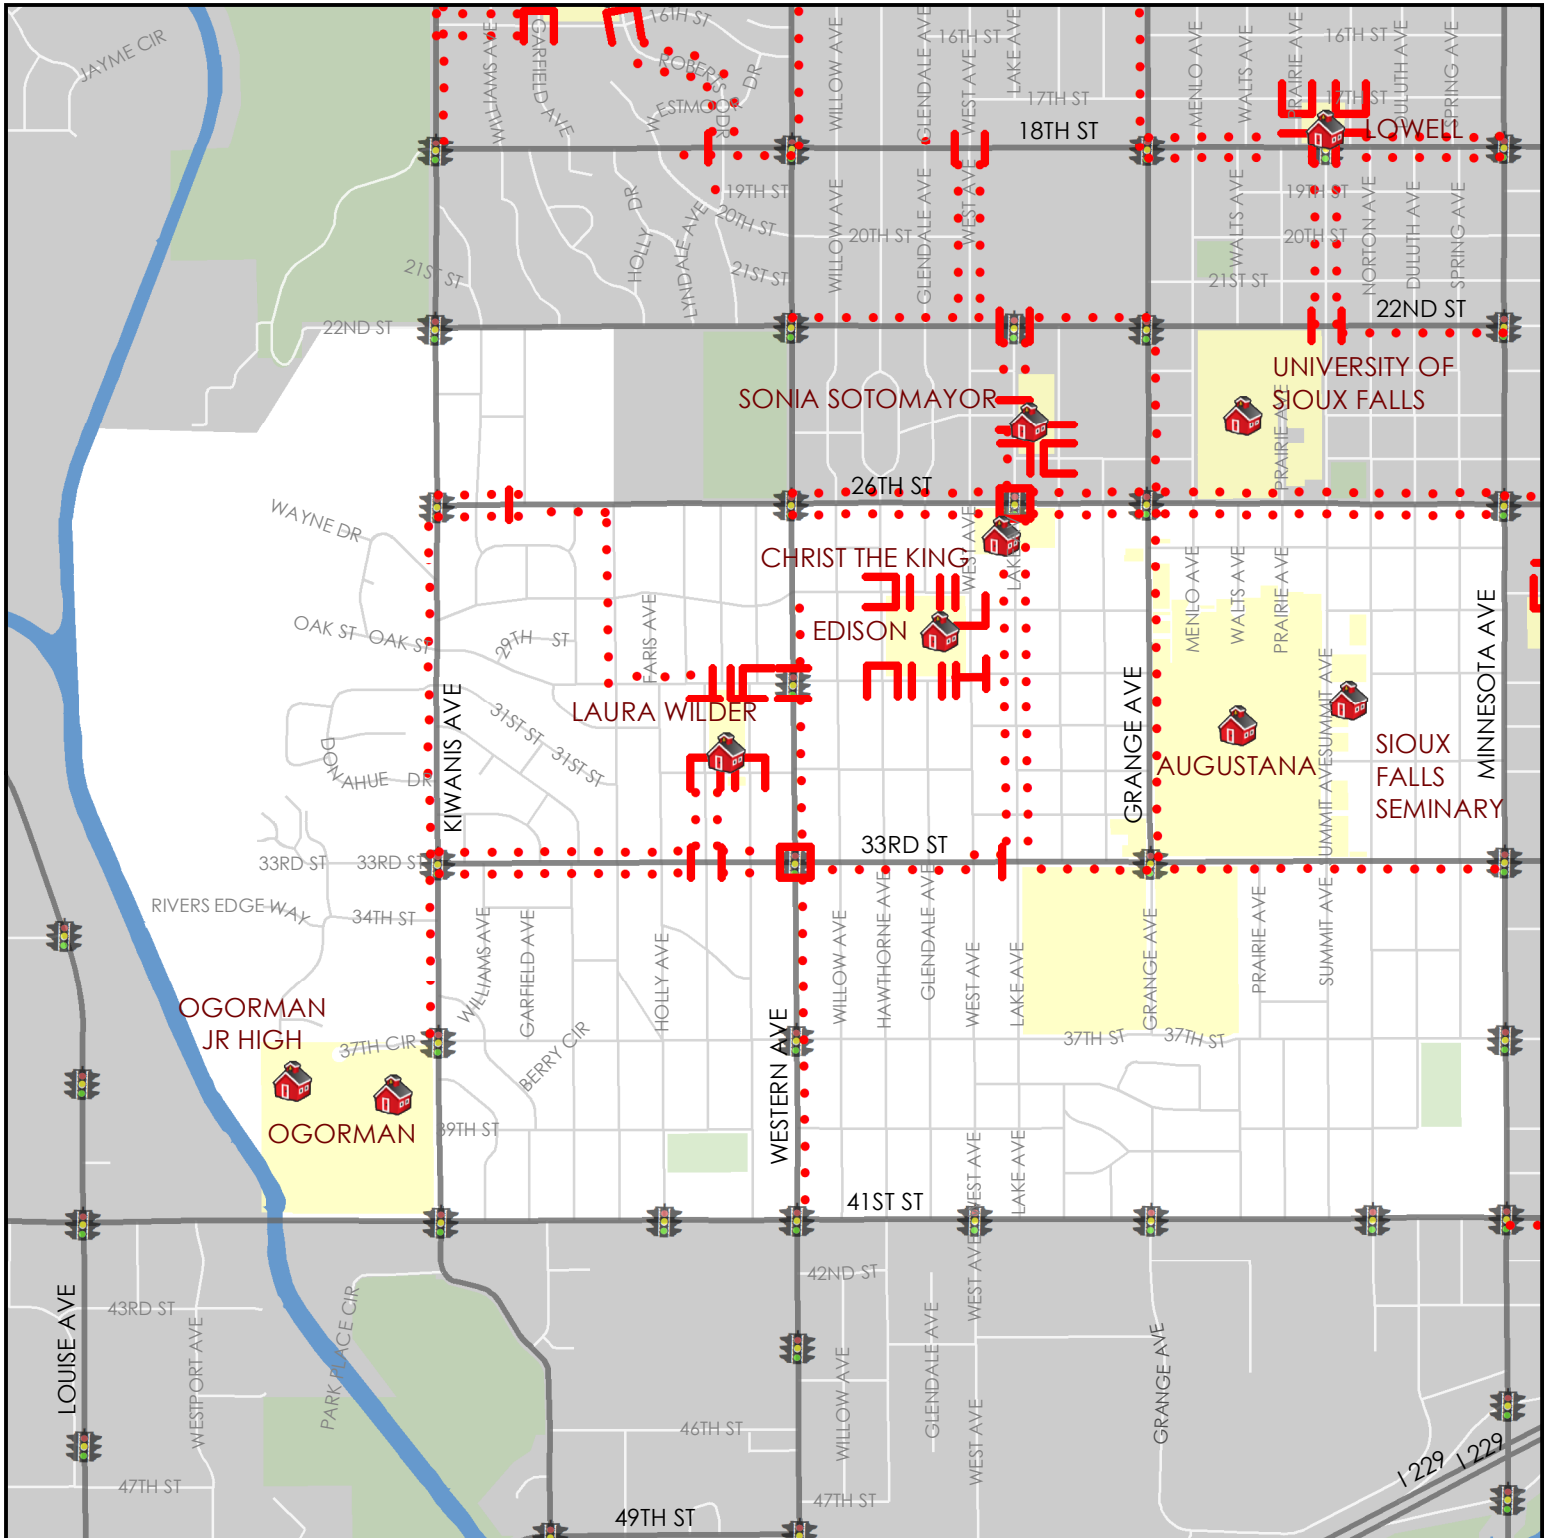 16TH ST
JAYME CIR
WILLIAMS AVE
GARFIELD AVE
ROBERTS DR
WESTMOOR DR
WILLOW AVE
GLENDALE AVE
16TH ST
WEST AVE
LAKE AVE
17TH ST
18TH ST
MENLO AVE
WALTS AVE
PRAIRIE AVE
16TH ST
17TH ST
DULUTH AVE
SPRING AVE
LOWELL
19TH ST
20TH ST
21ST ST
HOLLY DR
LYNDALE AVE
21ST ST
22ND ST
WILLOW AVE
20TH ST
GLENDALE AVE
WEST AVE
WALTS AVE
19TH ST
20TH ST
21ST ST
NORTON AVE
DULUTH AVE
SPRING AVE
22ND ST
SONIA SOTOMAYOR
UNIVERSITY OF
SIOUX FALLS
PRAIRIE AVE
26TH ST
WAYNE DR
CHRIST THE KING
WEST AVE
LAKE
EDISON
OAK ST
OAK ST
29TH ST
FARIS AVE
MENLO AVE
WALTS AVE
PRAIRIE AVE
MINNESOTA AVE
KIWANIS AVE
LAURA WILDER
31ST ST
31ST ST
DONAHUE DR
GRANGE AVE
AUGUSTANA
SUMMIT AVE
SUMMIT AVE
SIOUX
FALLS
SEMINARY
33RD ST
33RD ST
33RD ST
RIVERS EDGE WAY
34TH ST
WILLIAMS AVE
GARFIELD AVE
HOLLY AVE
WILLOW AVE
HAWTHORNE AVE
GLENDALE AVE
WEST AVE
LAKE AVE
GRANGE AVE
PRAIRIE AVE
SUMMIT AVE
OGORMAN
JR HIGH
37TH CIR
BERRY CIR
WESTERN AVE
37TH ST
37TH ST
OGORMAN
39TH ST
WEST AVE
LAKE AVE
41ST ST
42ND ST
WEST AVE
LOUISE AVE
43RD ST
WESTPORT AVE
PARK PLACE CIR
WILLOW AVE
GLENDALE AVE
WEST AVE
GRANGE AVE
46TH ST
47TH ST
47TH ST
49TH ST
I 229
I 229